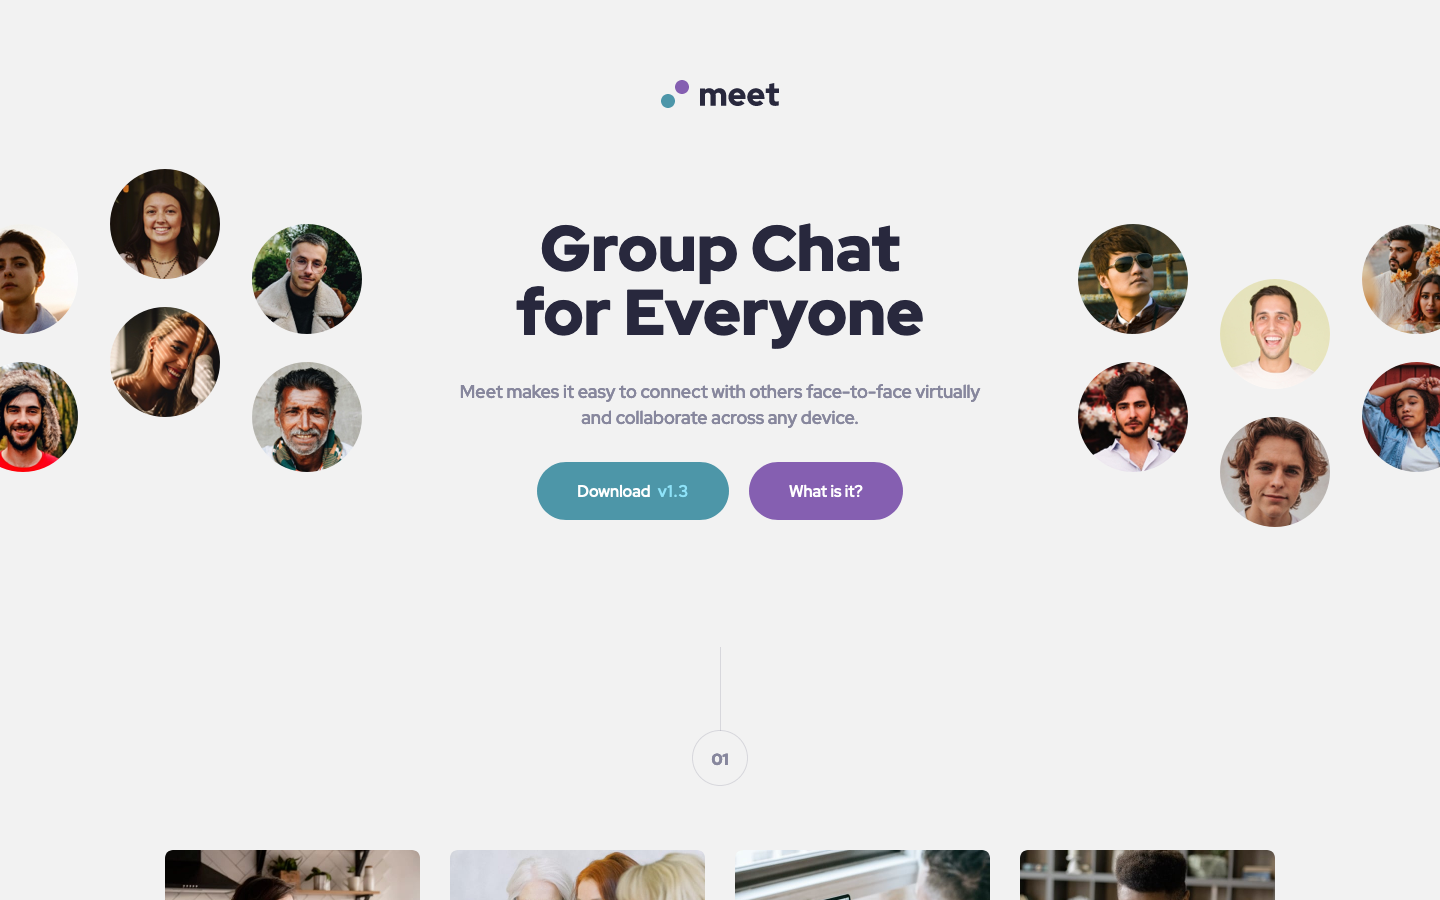 meet
Group Chat
for Everyone
Meet makes it easy to connect with others face-to-face virtually
and collaborate across any device.
Download v1.3
What is it?
01